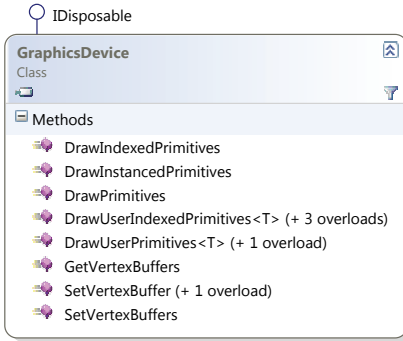 IDisposable
GraphicsDevice
Class
Methods
DrawIndexedPrimitives
DrawInstancedPrimitives
DrawPrimitives
DrawUserIndexedPrimitives<T> (+ 3 overloads)
DrawUserPrimitives<T> (+ 1 overload)
GetVertexBuffers
SetVertexBuffer (+ 1 overload)
SetVertexBuffers